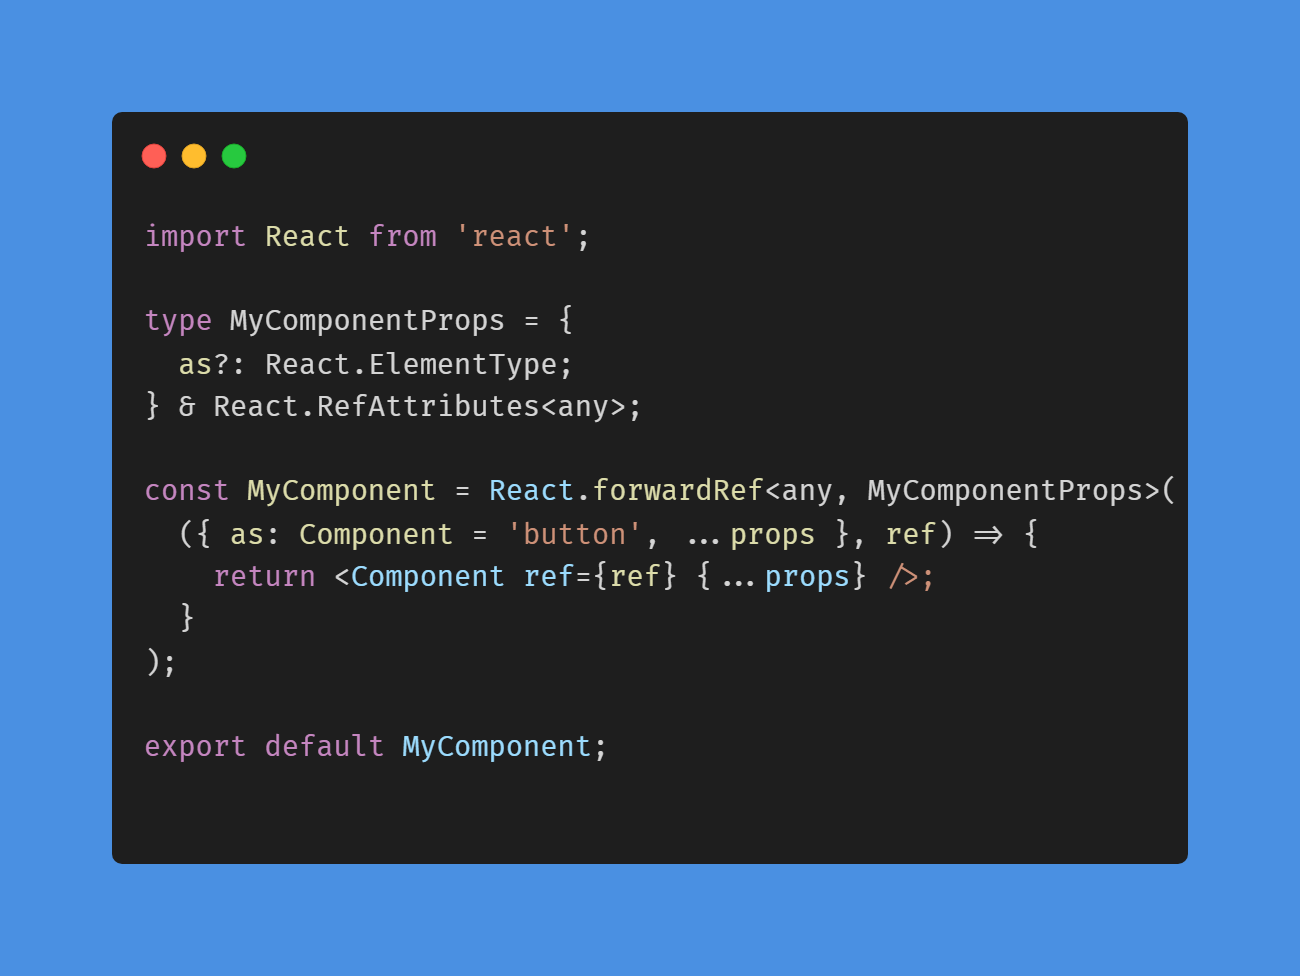 import React from 'react';
type MyComponentProps = {
  as?: React.ElementType;
} & React.RefAttributes<any>;
const MyComponent = React.forwardRef<any, MyComponentProps>(
  ({ as: Component = 'button', ...props }, ref) => {
    return <Component ref={ref} {...props} />;
  }
);
export default MyComponent;